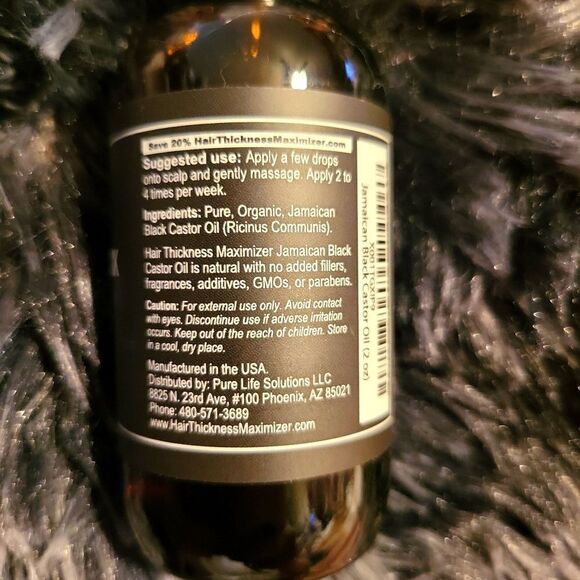 Save 20% HairThicknessMaximizer.com
Suggested use: Apply a few drops
onto scalp and gently massage. Apply 2 to
4 times per week.
Ingredients: Pure, Organic, Jamaican
Black Castor Oil (Ricinus Communis).
Hair Thickness Maximizer Jamaican Black
Castor Oil is natural with no added fillers,
fragrances, additives, GMOs, or parabens.
Caution: For external use only. Avoid contact
with eyes. Discontinue use if adverse irritation
occurs. Keep out of the reach of children. Store
in a cool, dry place.
Manufactured in the USA.
Distributed by: Pure Life Solutions LLC
8825 N. 23rd Ave, #100 Phoenix, AZ 85021
Phone: 480-571-3689
www.HairThicknessMaximizer.com
Jamaican Black Castor Oil (2 oz)